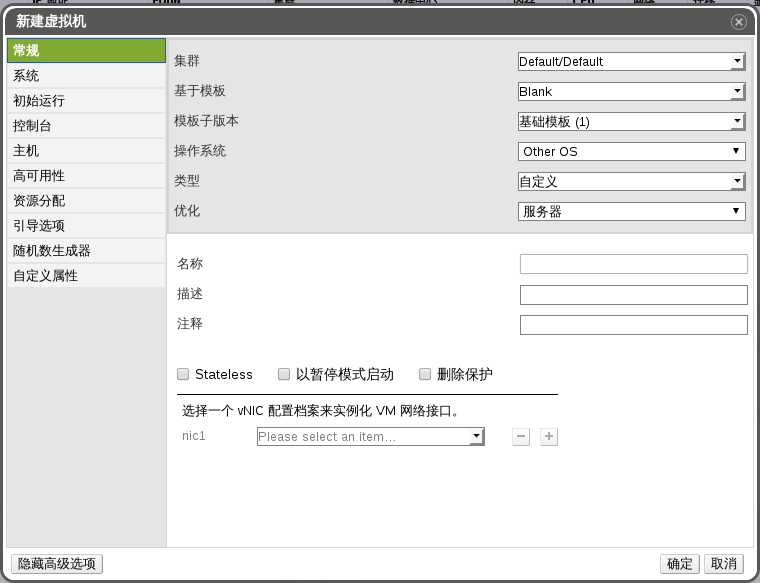 新建虚拟机
常规
系统
初始运行
控制台
主机
高可用性
资源分配
引导选项
随机数生成器
自定义属性
集群 Default/Default
基于模板 Blank
模板子版本 基础模板 (1)
操作系统 Other OS
类型 自定义
优化 服务器
名称
描述
注释
Stateless 以暂停模式启动 删除保护
选择一个 vNIC 配置档案来实例化 VM 网络接口。
nic1 Please select an item...
隐藏高级选项 确定 取消